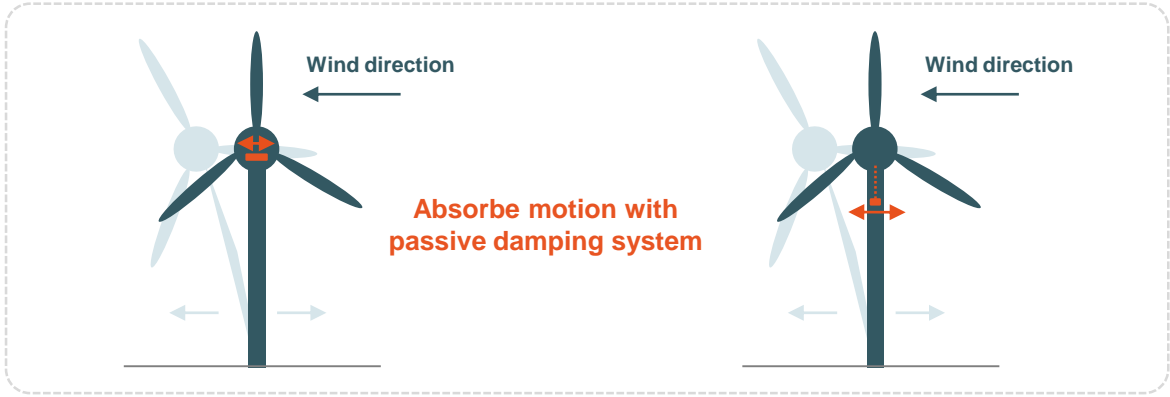 Wind direction
Wind direction
Absorbe motion with
passive damping system